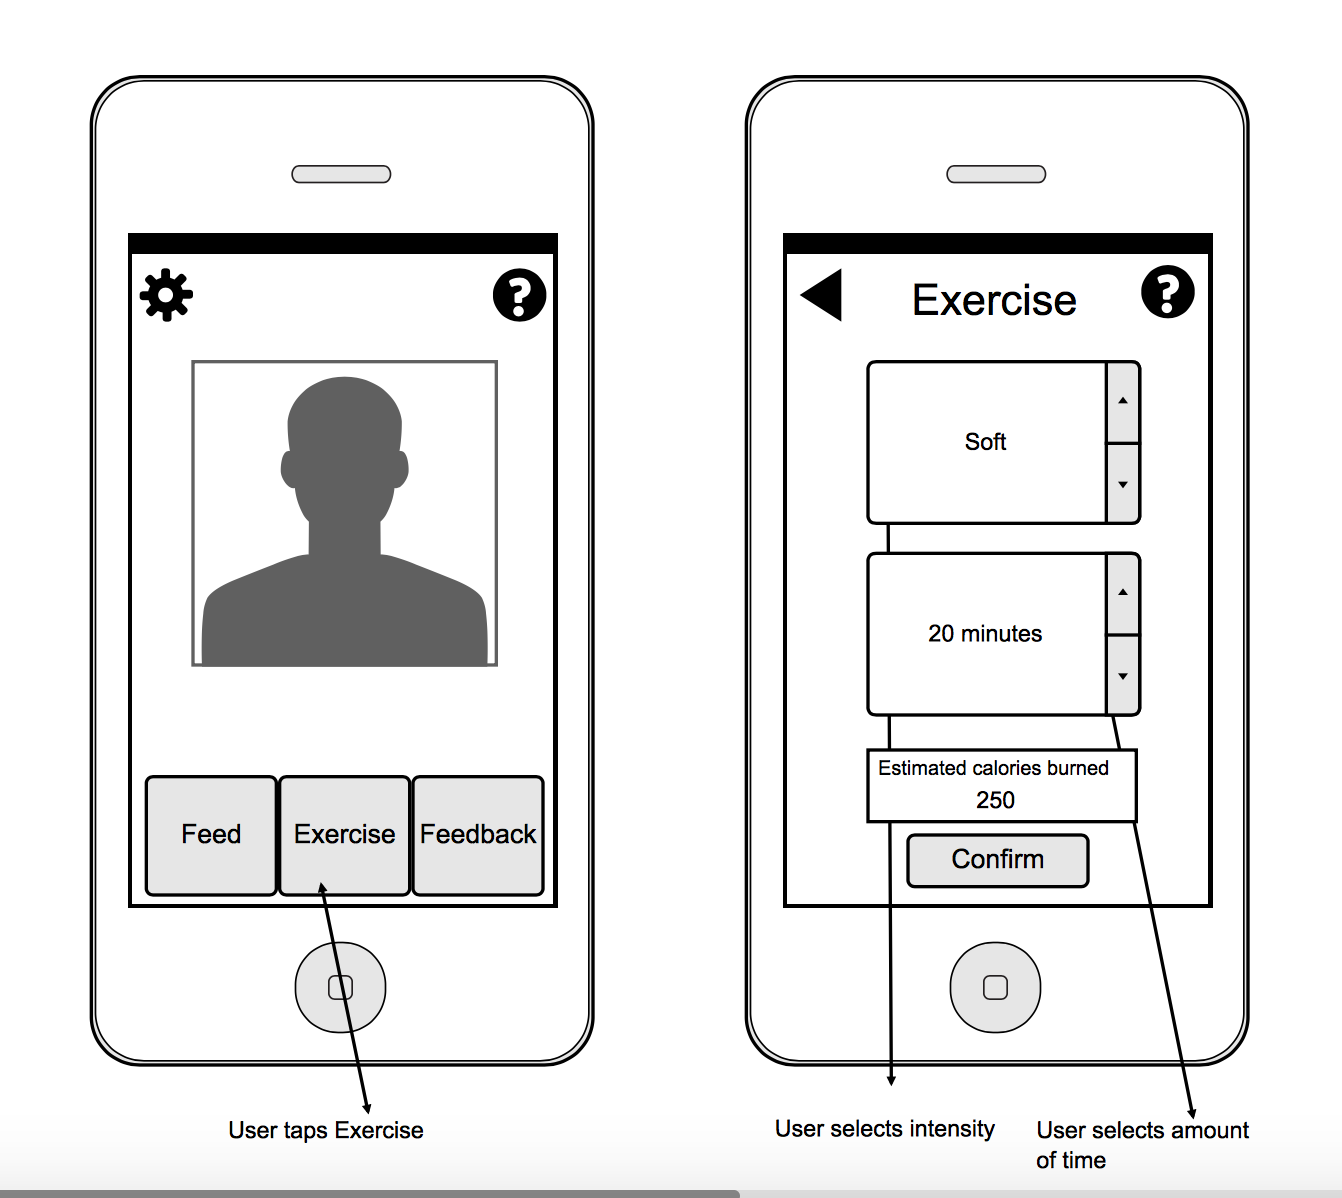 Feed
Exercise
Feedback
User taps Exercise
?
Exercise
?
Soft
20 minutes
Estimated calories burned
250
Confirm
User selects intensity
User selects amount
of time